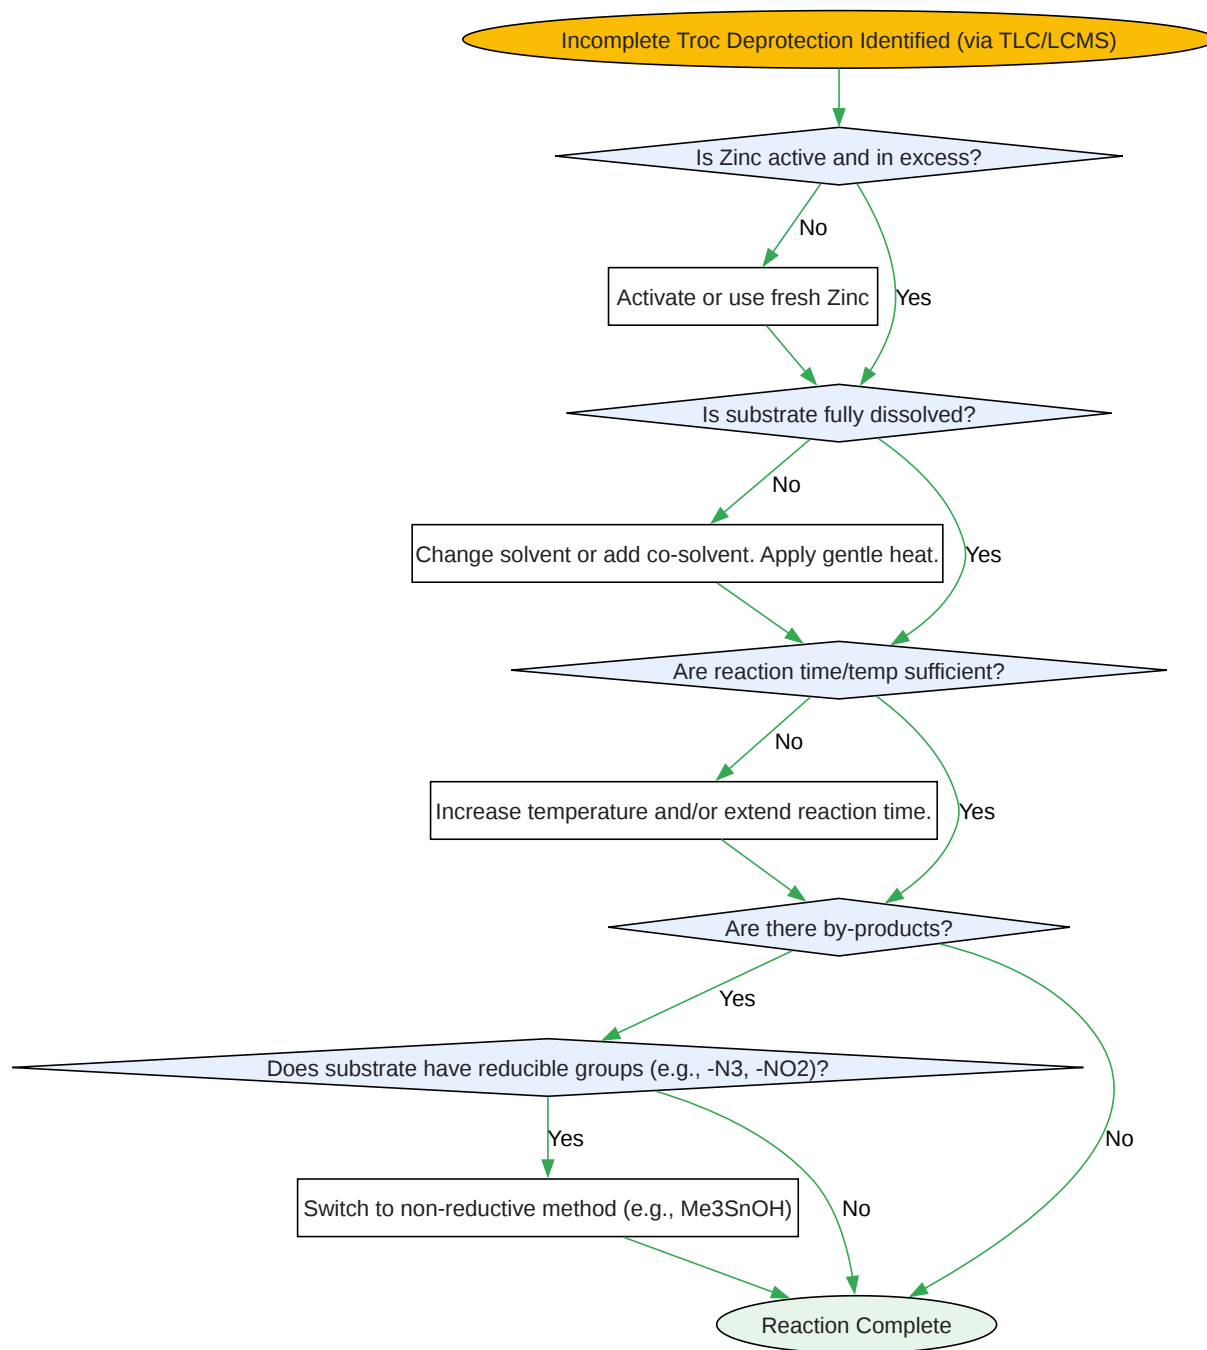 Incomplete Troc Deprotection Identified (via TLC/LCMS)
Is Zinc active and in excess?
No
Activate or use fresh Zinc
Yes
Is substrate fully dissolved?
No
Change solvent or add co-solvent. Apply gentle heat.
Yes
Are reaction time/temp sufficient?
No
Increase temperature and/or extend reaction time.
Yes
Are there by-products?
Yes
Does substrate have reducible groups (e.g., -N3, -NO2)?
Yes
No
Switch to non-reductive method (e.g., Me3SnOH)
No
Reaction Complete